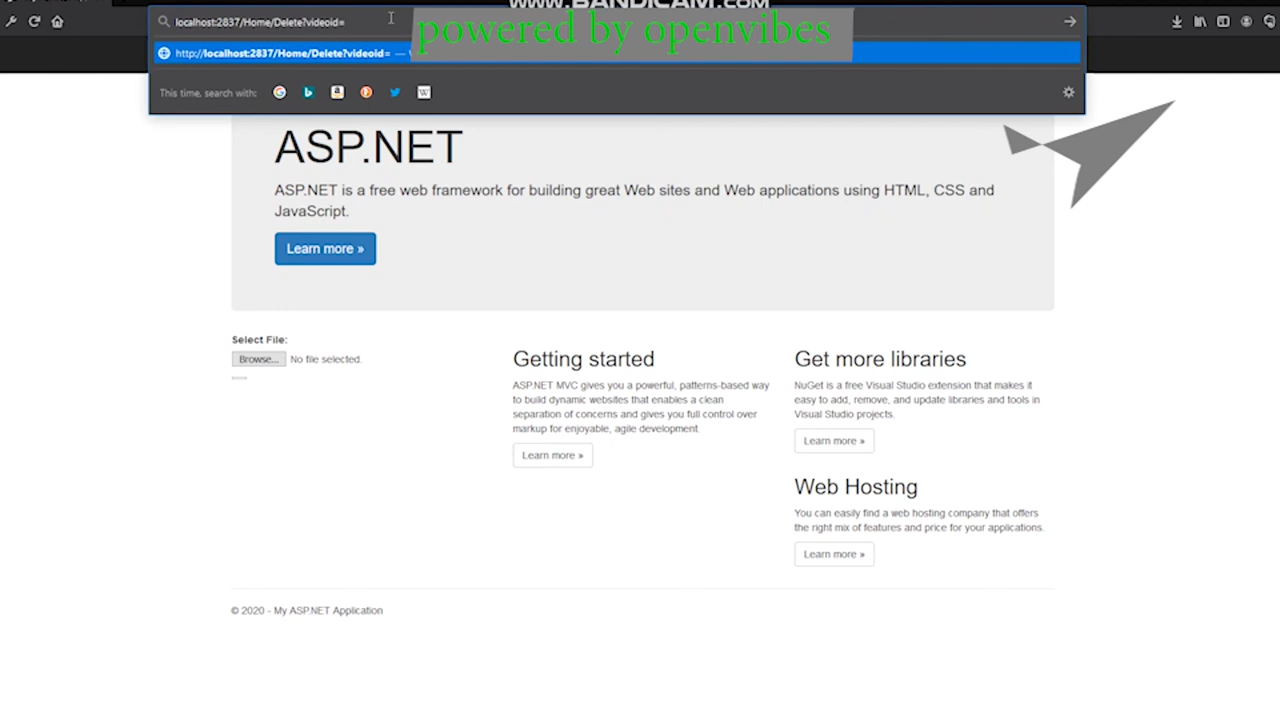 www.BANDICAM.com
localhost:2837/Home/Delete?videoid=
powered by openvibes
http://localhost:2837/Home/Delete?videoid= —
This time, search with:
ASP.NET
ASP.NET is a free web framework for building great Web sites and Web applications using HTML, CSS and
JavaScript.
Learn more »
Select File:
Browse... No file selected.
Getting started
ASP.NET MVC gives you a powerful, patterns-based way
to build dynamic websites that enables a clean
separation of concerns and gives you full control over
markup for enjoyable, agile development.
Learn more »
Get more libraries
NuGet is a free Visual Studio extension that makes it
easy to add, remove, and update libraries and tools in
Visual Studio projects.
Learn more »
Web Hosting
You can easily find a web hosting company that offers
the right mix of features and price for your applications.
Learn more »
© 2020 - My ASP.NET Application